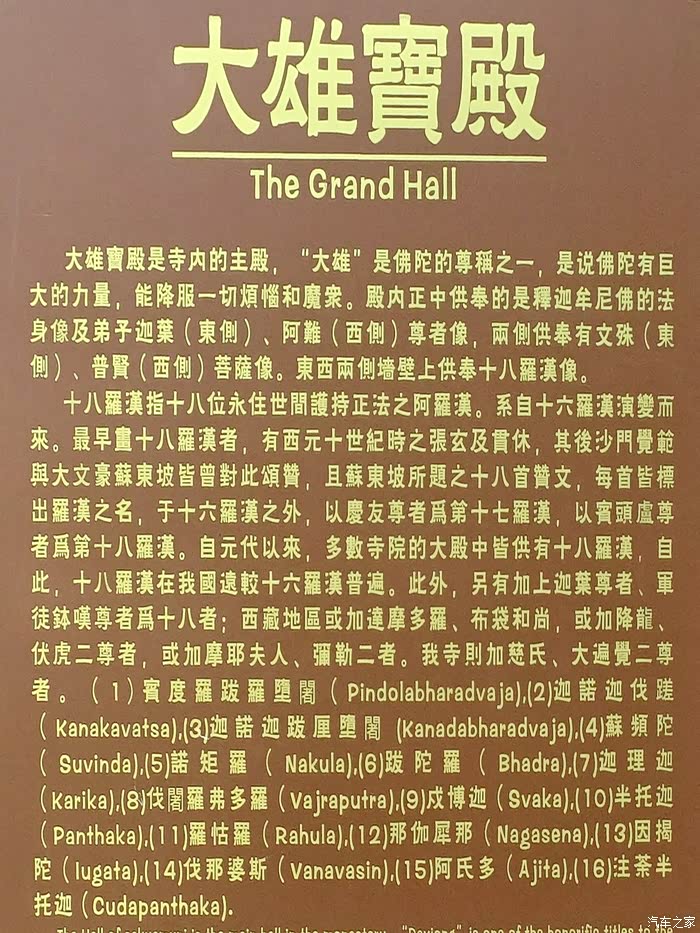 大雄寶殿
The Grand Hall
大雄寶殿是寺内的主殿，“大雄”是佛陀的尊稱之一，是说佛陀有巨
大的力量，能降服一切煩惱和魔衆。殿内正中供奉的是釋迦牟尼佛的法
身像及弟子迦葉（東側）、阿難（西側）尊者像，兩側供奉有文殊（東
側）、普賢（西側）菩薩像。東西兩側墙壁上供奉十八羅漢像。
十八羅漢指十八位永住世間護持正法之阿羅漢。系自十六羅漢演變而
來。最早畫十八羅漢者，有西元十世紀時之張玄及貫休，其後沙門覺範
與大文豪蘇東坡皆曾對此頌贊，且蘇東坡所題之十八首贊文，每首皆標
出羅漢之名，于十六羅漢之外，以慶友尊者爲第十七羅漢，以賓頭盧尊
者爲第十八羅漢。自元代以來，多數寺院的大殿中皆供有十八羅漢，自
此，十八羅漢在我國遠較十六羅漢普遍。此外，另有加上迦葉尊者、軍
徒鉢嘆尊者爲十八者；西藏地區或加達摩多羅、布袋和尚，或加降龍、
伏虎二尊者，或加摩耶夫人、彌勒二者。我寺則加慈氏、大遍覺二尊
者。（1）賓度羅跋羅墮闍（Pindolabharadvaja),(2)迦諾迦伐蹉
（Kanakavatsa),(3)迦諾迦跋厘墮闍 (Kanadabharadvaja),(4)蘇頻陀
（Suvinda),(5)諾矩羅（Nakula),(6)跋陀羅（Bhadra),(7)迦理迦
（Karika),(8)伐闍羅弗多羅（Vajraputra),(9)戍博迦（Svaka),(10)半托迦
（Panthaka),(11)羅怙羅（Rahula),(12)那伽犀那（Nagasena),(13)因揭
陀（Iugata),(14)伐那婆斯（Vanavasin),(15)阿氏多（Ajita),(16)注荼半
托迦（Cudapanthaka).
is the main hall in the monastery. is one of the honorific titles to the
汽车之家